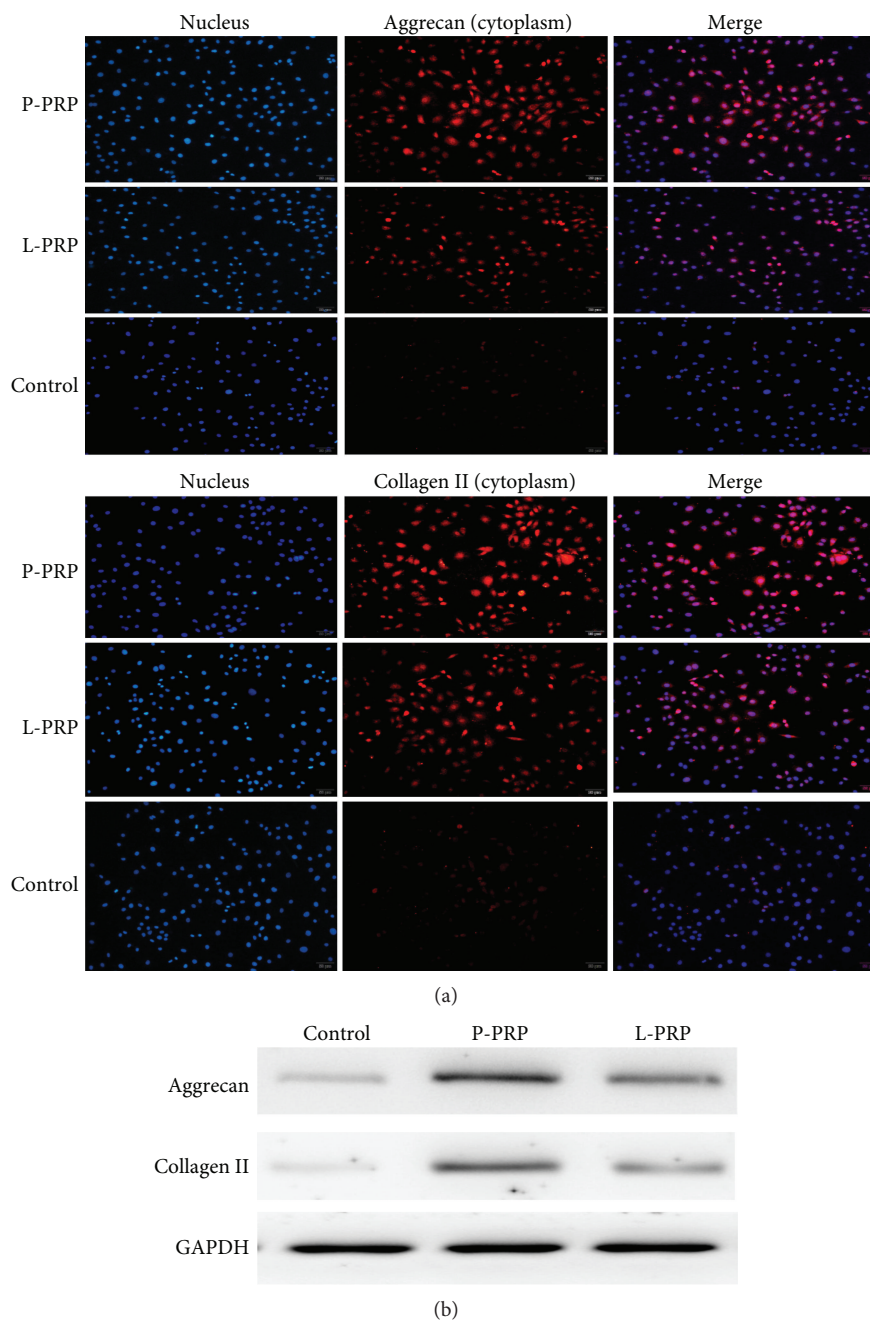 Nucleus Aggrecan (cytoplasm) Merge
P-PRP
L-PRP
Control
Nucleus Collagen II (cytoplasm) Merge
P-PRP
L-PRP
Control
(a)
Control P-PRP L-PRP
Aggrecan
Collagen II
GAPDH
(b)